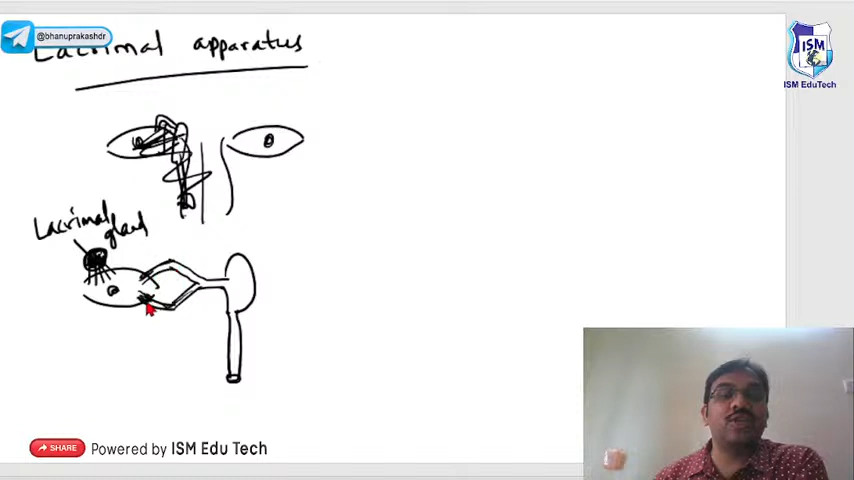 @bhanuprakashdr
Lacrimal apparatus
ISM
ISM EduTech
Lacrimal
gland
SHARE Powered by ISM Edu Tech